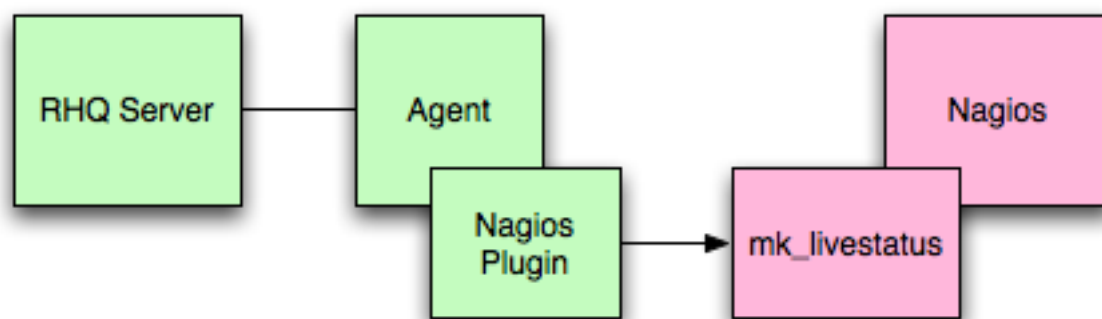 RHQ Server
Agent
Nagios
Nagios
Plugin
mk_livestatus